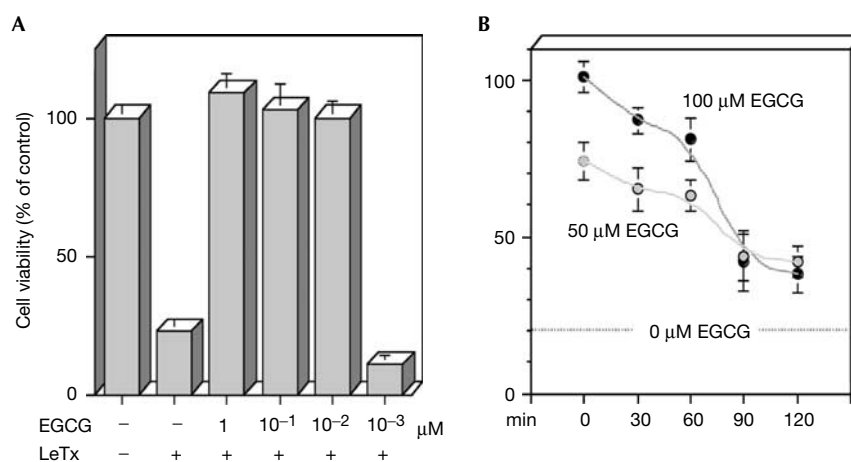 A
Cell viability (% of control)
100
50
0
EGCG – – 1 10⁻¹ 10⁻² 10⁻³ μM
LeTx – + + + + +
B
100
50
0
100 μM EGCG
50 μM EGCG
0 μM EGCG
min 0 30 60 90 120